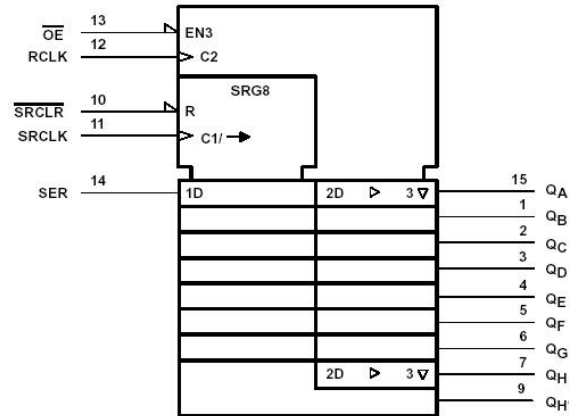 OE 13 EN3
RCLK 12 C2
SRG8
SRCLR 10 R
SRCLK 11 C1/
SER 14 1D 2D 3 15 QA
1 QB
2 QC
3 QD
4 QE
5 QF
6 QG
2D 3 7 QH
9 QH'